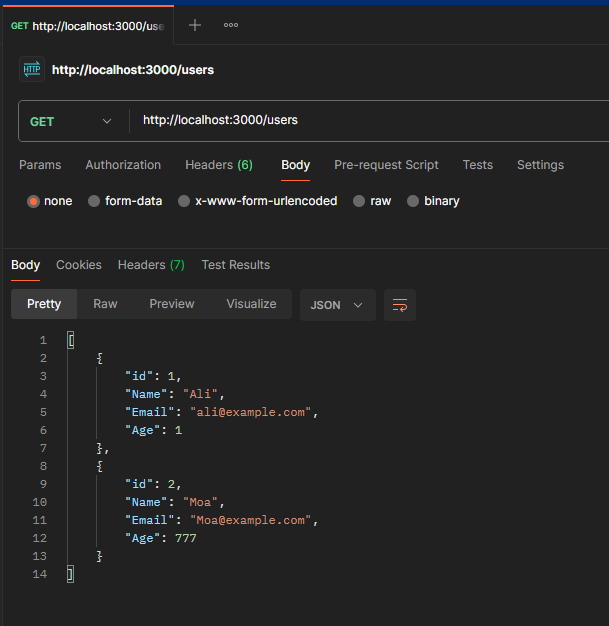 GET http://localhost:3000/use
HTTP http://localhost:3000/users
GET http://localhost:3000/users
Params Authorization Headers (6) Body Pre-request Script Tests Settings
none form-data x-www-form-urlencoded raw binary
Body Cookies Headers (7) Test Results
Pretty Raw Preview Visualize JSON
1 [
2 {
3 "id": 1,
4 "Name": "Ali",
5 "Email": "ali@example.com",
6 "Age": 1
7 },
8 {
9 "id": 2,
10 "Name": "Moa",
11 "Email": "Moa@example.com",
12 "Age": 777
13 }
14 ]